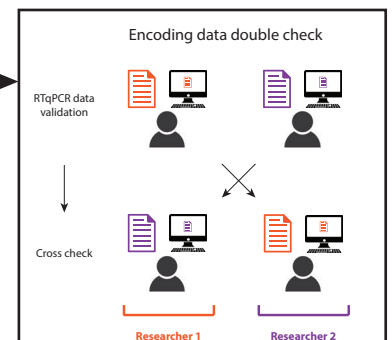 Encoding data double check
RTqPCR data
validation
Cross check
Researcher 1
Researcher 2